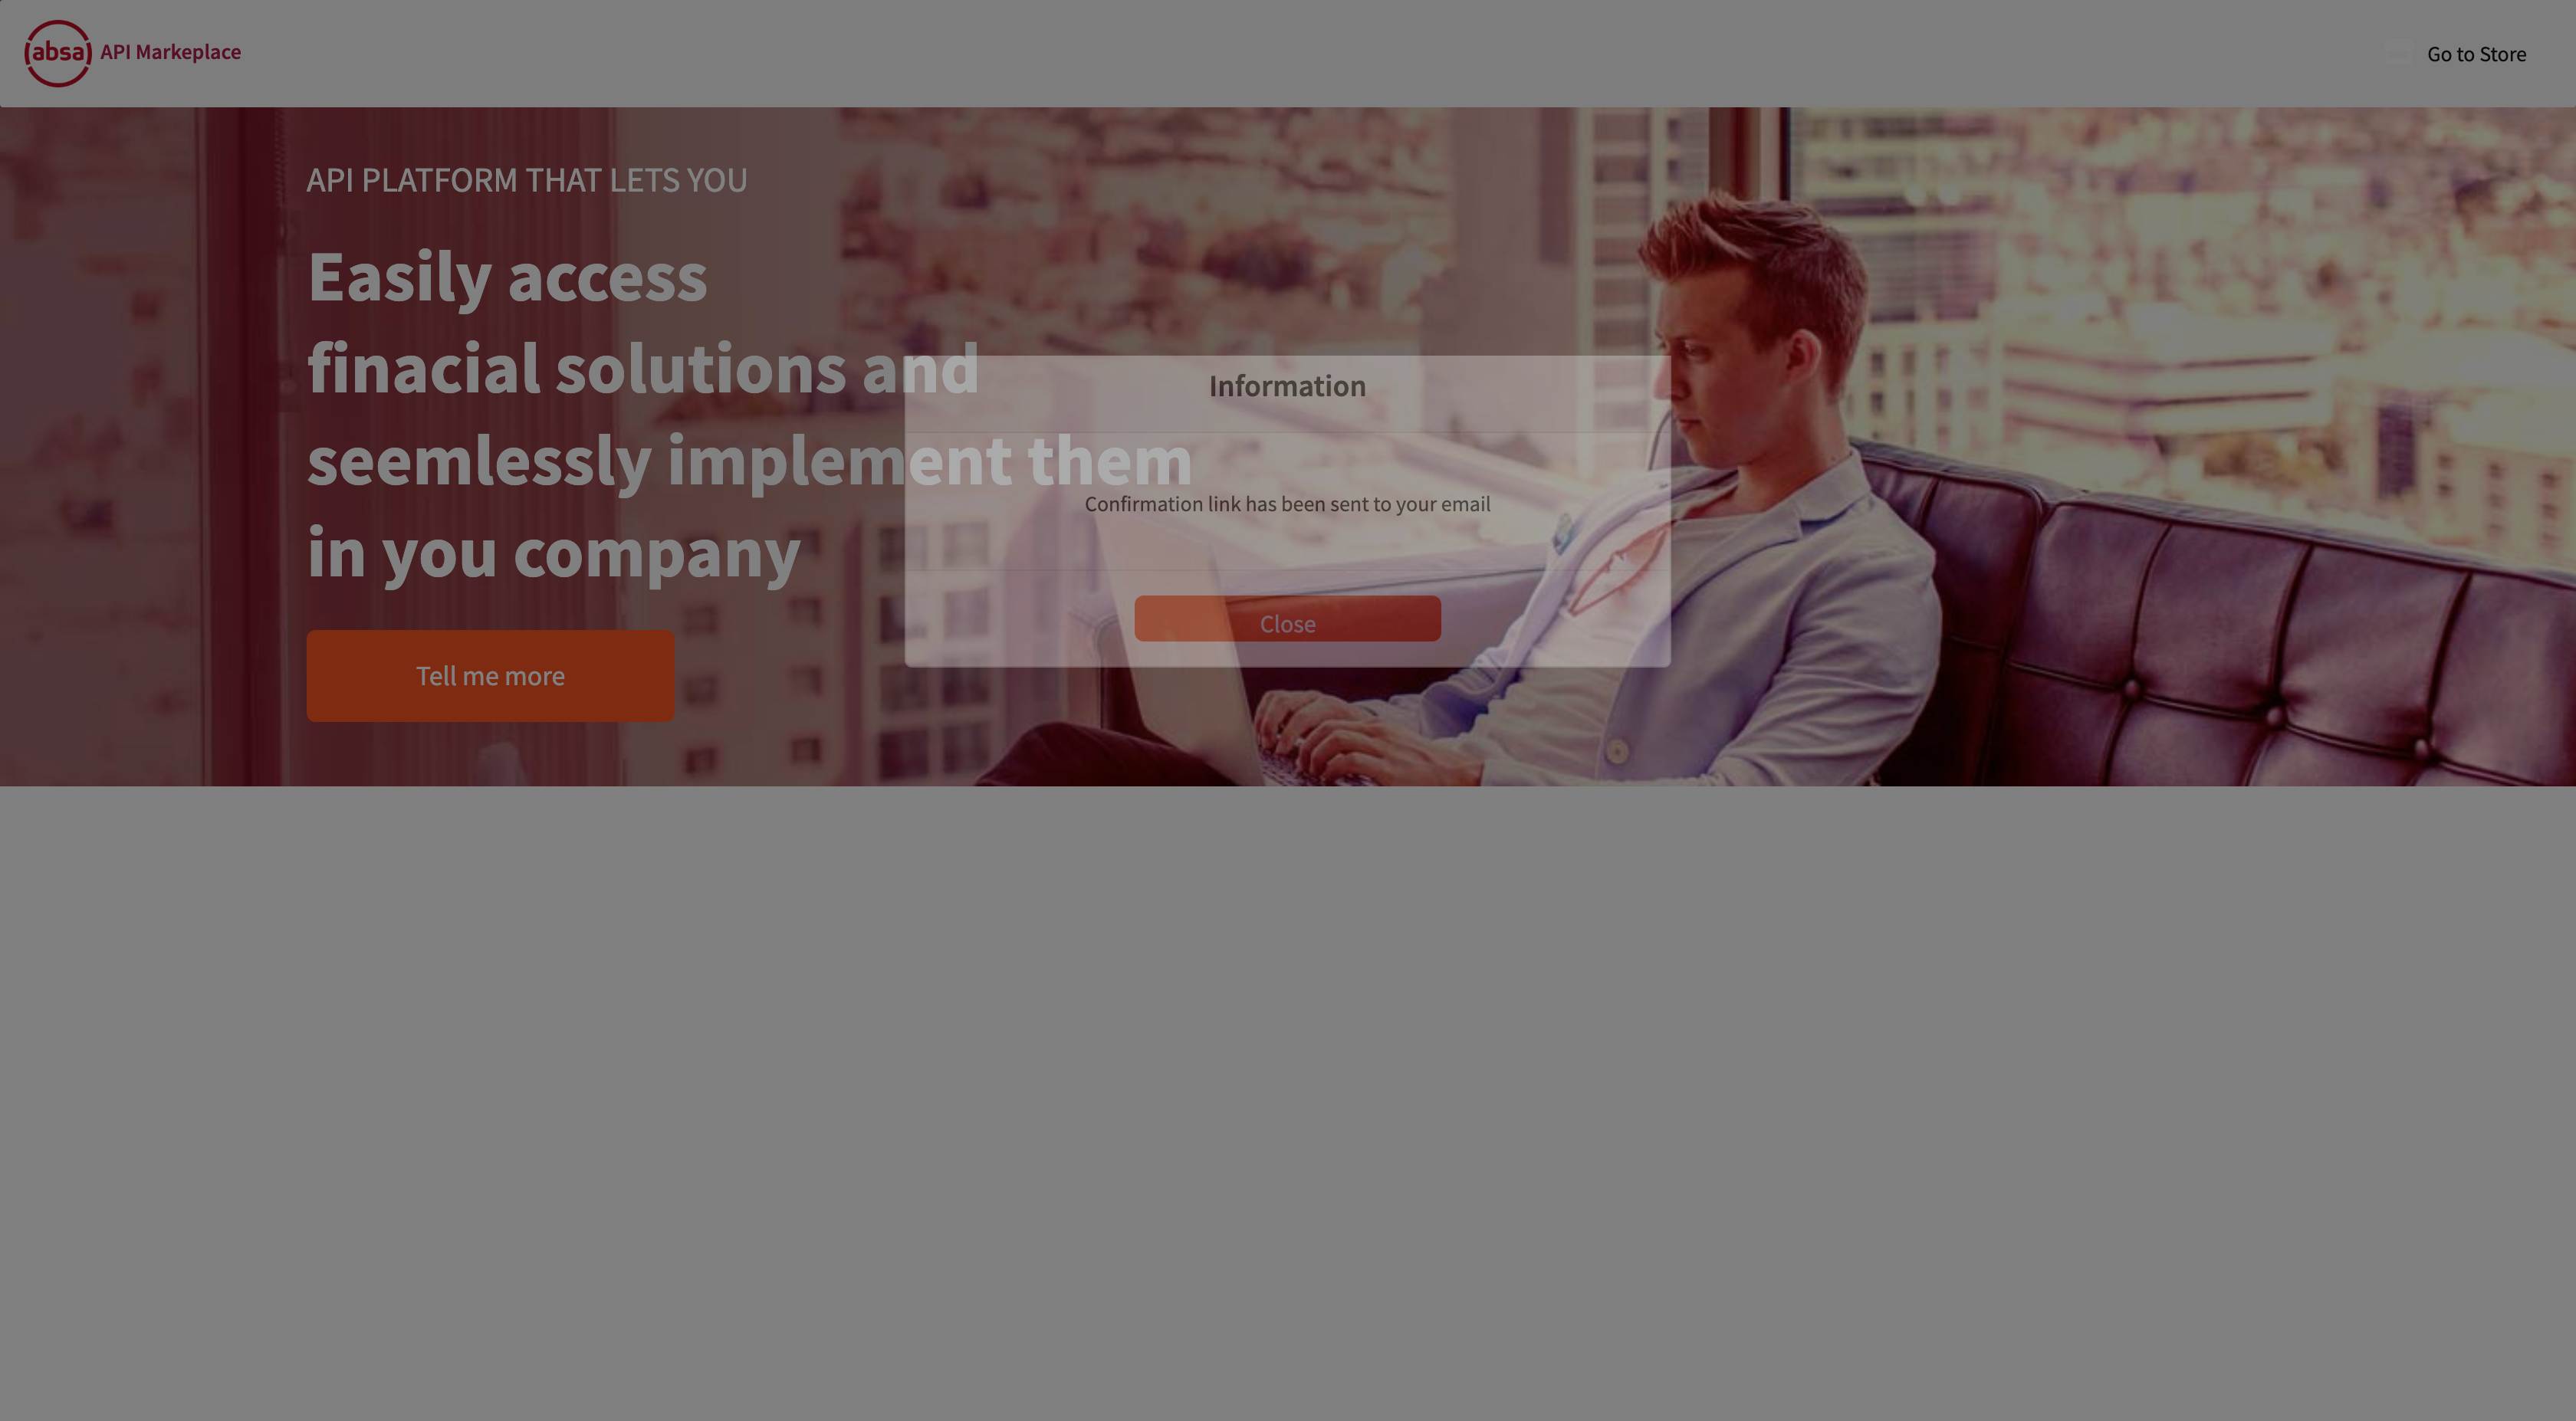 absa API Markeplace
Go to Store
API PLATFORM THAT LETS YOU
Easily access
finacial solutions and
seemlessly implement them
in you company
Tell me more
Information
Confirmation link has been sent to your email
Close